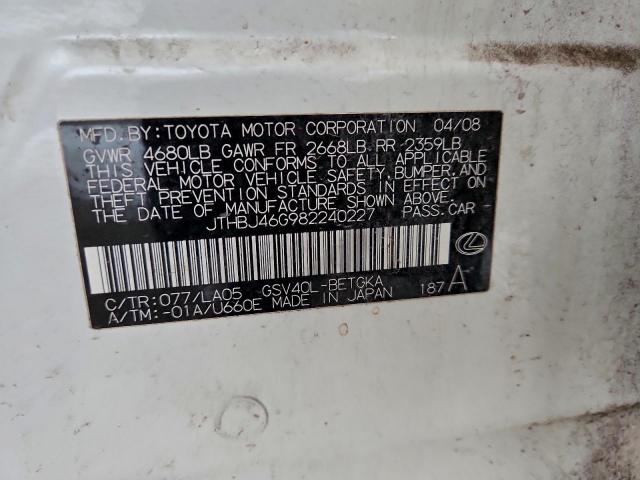 MFD. BY: TOYOTA MOTOR CORPORATION 04/08
GVWR 4680LB GAWR FR 2668LB RR 2359LB
THIS VEHICLE CONFORMS TO ALL APPLICABLE
FEDERAL MOTOR VEHICLE SAFETY, BUMPER, AND
THEFT PREVENTION STANDARDS IN EFFECT ON
THE DATE OF MANUFACTURE SHOWN ABOVE.
JTHBJ46G982240227 PASS. CAR
C/TR: 077/LA05 GSV40L-BETGKA 187 A
A/TM: -01A/U660E MADE IN JAPAN